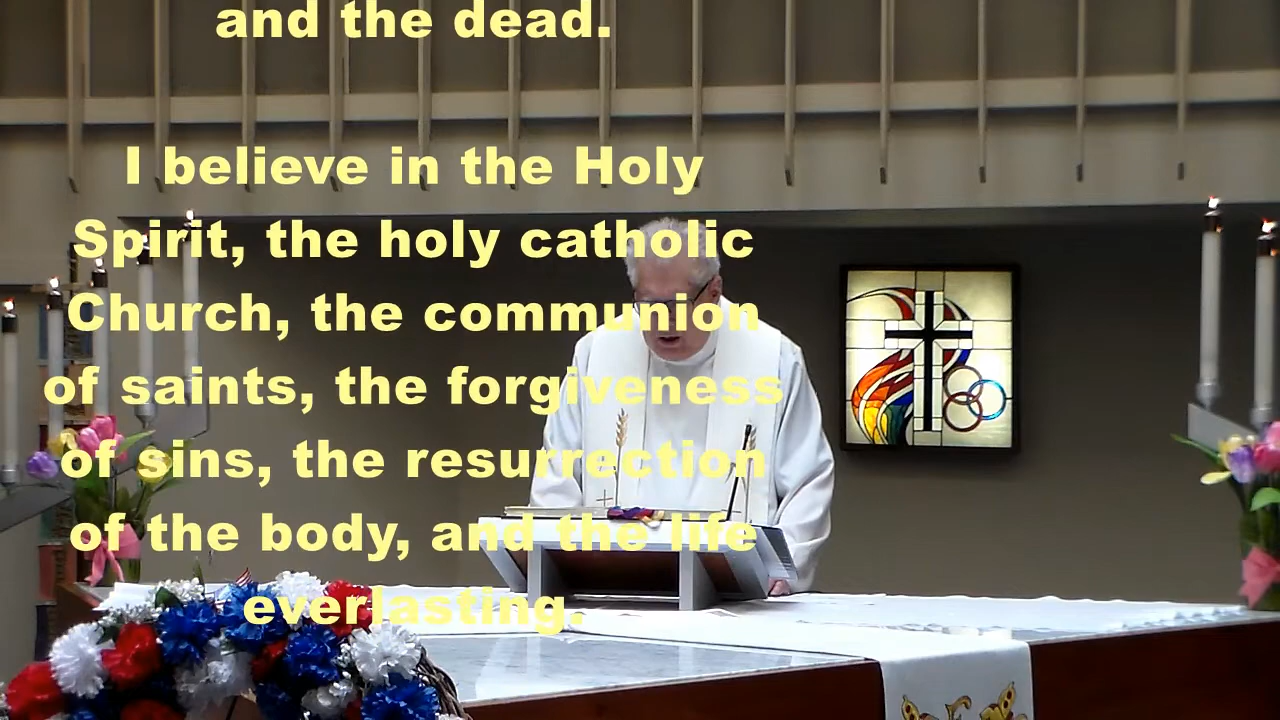 and the dead.
I believe in the Holy
Spirit, the holy catholic
Church, the communion
of saints, the forgiveness
of sins, the resurrection
of the body, and the life
everlasting.